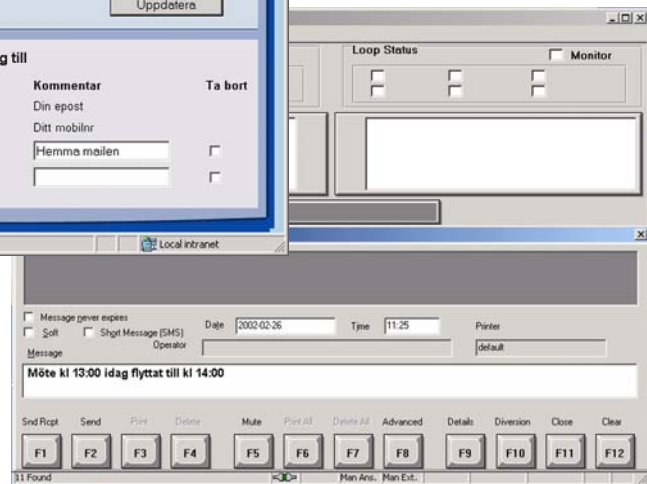 Uppdatera
g till
Kommentar Ta bort
Din epost
Ditt mobilnr
Hemma mailen
Local intranet
Loop Status Monitor
Message never expires
Soft Short Message (SMS) Date 2002-02-26 Time 11:25 Printer
Operator default
Message
Möte kl 13:00 idag flyttat till kl 14:00
Snd Rcpt Send Print Delete Mute Print All Delete All Advanced Details Diversion Close Clear
F1 F2 F3 F4 F5 F6 F7 F8 F9 F10 F11 F12
11 Found Man Ans. Man Ext.